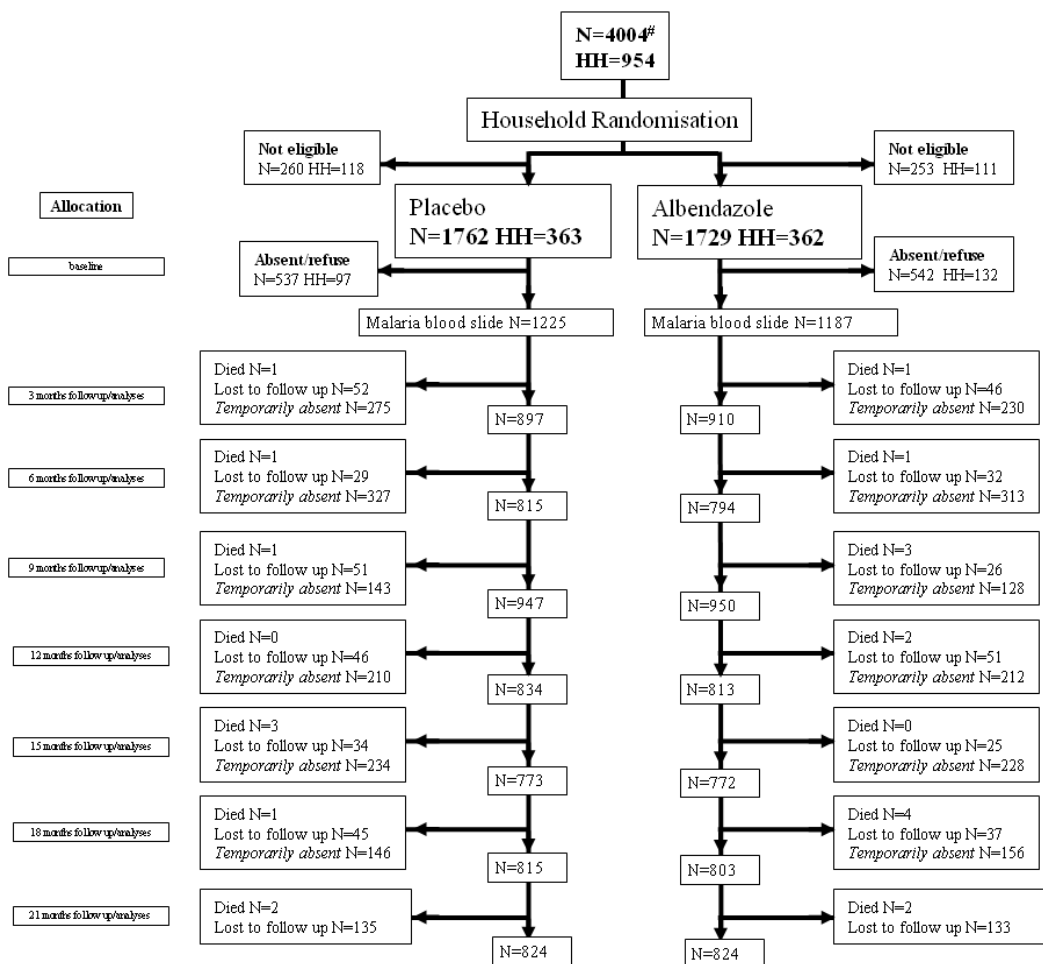 N=4004#
HH=954
Household Randomisation
Not eligible
N=260 HH=118
Not eligible
N=253 HH=111
Allocation
Placebo
N=1762 HH=363
Albendazole
N=1729 HH=362
baseline
Absent/refuse
N=537 HH=97
Absent/refuse
N=542 HH=132
Malaria blood slide N=1225
Malaria blood slide N=1187
3 months follow up/analyses
Died N=1
Lost to follow up N=52
Temporarily absent N=275
Died N=1
Lost to follow up N=46
Temporarily absent N=230
N=897
N=910
6 months follow up/analyses
Died N=1
Lost to follow up N=29
Temporarily absent N=327
Died N=1
Lost to follow up N=32
Temporarily absent N=313
N=815
N=794
9 months follow up/analyses
Died N=1
Lost to follow up N=51
Temporarily absent N=143
Died N=3
Lost to follow up N=26
Temporarily absent N=128
N=947
N=950
12 months follow up/analyses
Died N=0
Lost to follow up N=46
Temporarily absent N=210
Died N=2
Lost to follow up N=51
Temporarily absent N=212
N=834
N=813
15 months follow up/analyses
Died N=3
Lost to follow up N=34
Temporarily absent N=234
Died N=0
Lost to follow up N=25
Temporarily absent N=228
N=773
N=772
18 months follow up/analyses
Died N=1
Lost to follow up N=45
Temporarily absent N=146
Died N=4
Lost to follow up N=37
Temporarily absent N=156
N=815
N=803
21 months follow up/analyses
Died N=2
Lost to follow up N=135
Died N=2
Lost to follow up N=133
N=824
N=824